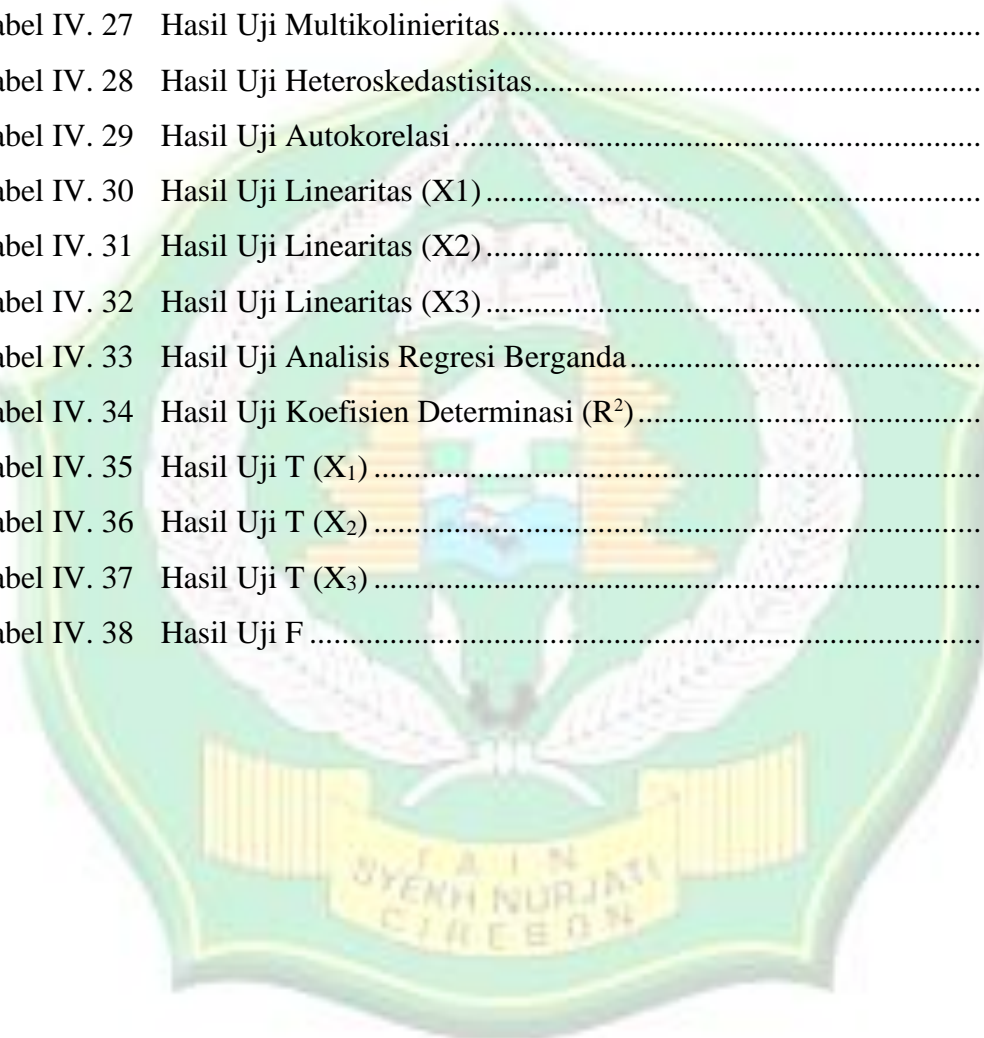 abel IV. 27 Hasil Uji Multikolinieritas........................................................
abel IV. 28 Hasil Uji Heteroskedastisitas....................................................
abel IV. 29 Hasil Uji Autokorelasi..............................................................
abel IV. 30 Hasil Uji Linearitas (X1)..........................................................
abel IV. 31 Hasil Uji Linearitas (X2)..........................................................
abel IV. 32 Hasil Uji Linearitas (X3)..........................................................
abel IV. 33 Hasil Uji Analisis Regresi Berganda.........................................
abel IV. 34 Hasil Uji Koefisien Determinasi (R²).......................................
abel IV. 35 Hasil Uji T (X₁)........................................................................
abel IV. 36 Hasil Uji T (X₂)........................................................................
abel IV. 37 Hasil Uji T (X₃)........................................................................
abel IV. 38 Hasil Uji F................................................................................
IAIN
SYEKH NURJATI
CIREBON